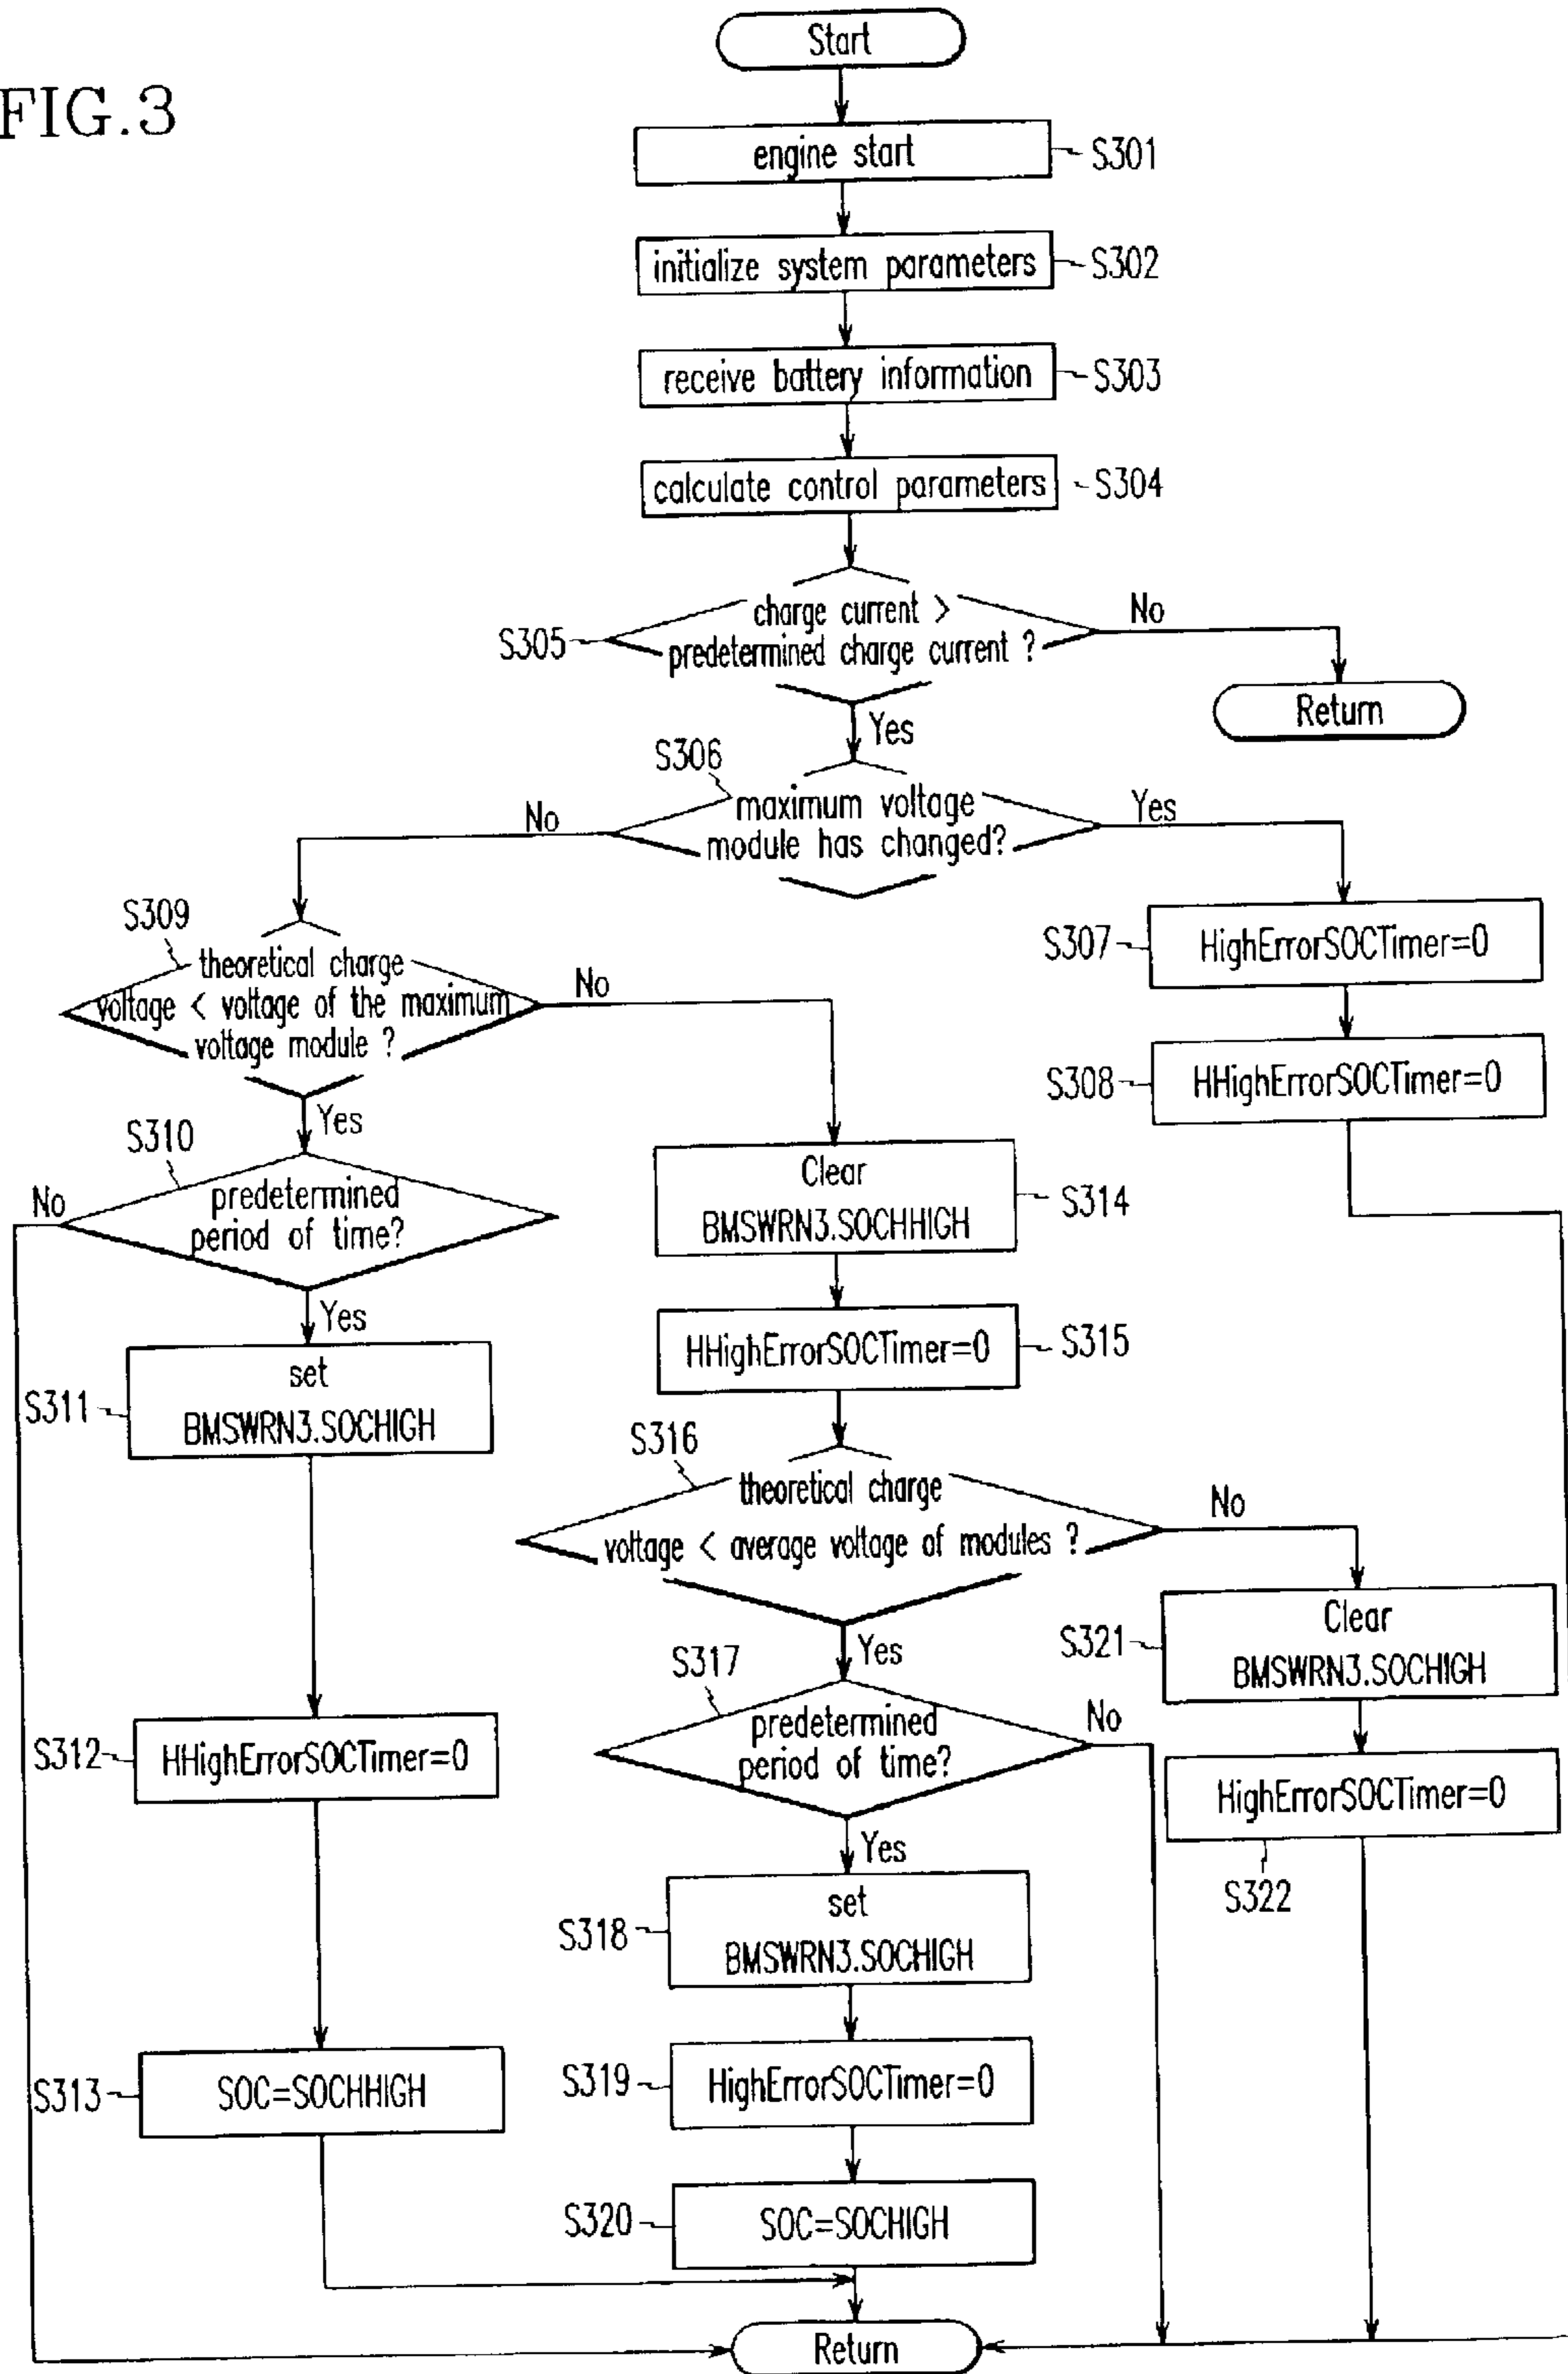 FIG.3
Start
engine start
S301
initialize system parameters
S302
receive battery information
S303
calculate control parameters
S304
S305
charge current >
predetermined charge current ?
No
Return
Yes
S306
maximum voltage
module has changed?
No
Yes
S307
HighErrorSOCTimer=0
S308
HHighErrorSOCTimer=0
S309
theoretical charge
voltage < voltage of the maximum
voltage module ?
No
Yes
S310
predetermined
period of time?
No
Yes
S311
set
BMSWRN3.SOCHIGH
S312
HHighErrorSOCTimer=0
S313
SOC=SOCHHIGH
Clear
BMSWRN3.SOCHHIGH
S314
HHighErrorSOCTimer=0
S315
S316
theoretical charge
voltage < average voltage of modules ?
No
Yes
S317
predetermined
period of time?
No
Yes
S318
set
BMSWRN3.SOCHIGH
S319
HighErrorSOCTimer=0
S320
SOC=SOCHIGH
S321
Clear
BMSWRN3.SOCHIGH
HighErrorSOCTimer=0
S322
Return